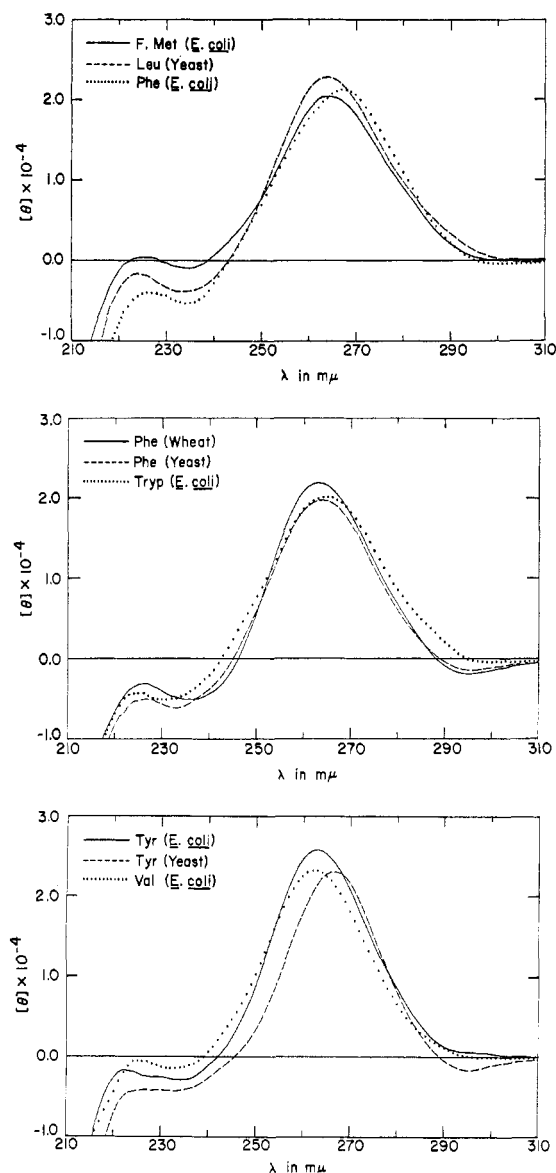 [θ] × 10⁻⁴
F. Met (E. coli)
Leu (Yeast)
Phe (E. coli)
3.0
2.0
1.0
0.0
-1.0
210 230 250 270 290 310
λ in mμ
[θ] × 10⁻⁴
Phe (Wheat)
Phe (Yeast)
Tryp (E. coli)
3.0
2.0
1.0
0.0
-1.0
210 230 250 270 290 310
λ in mμ
[θ] × 10⁻⁴
Tyr (E. coli)
Tyr (Yeast)
Val (E. coli)
3.0
2.0
1.0
0.0
-1.0
210 230 250 270 290 310
λ in mμ